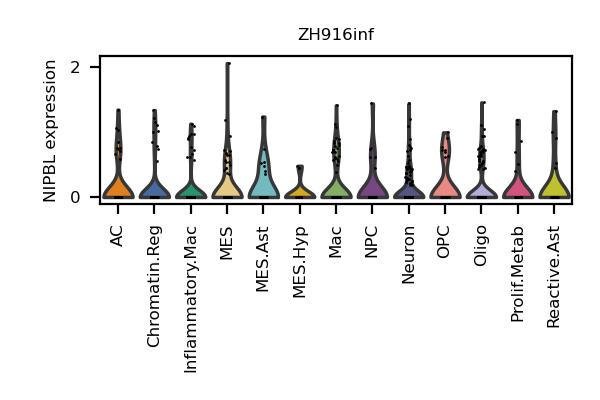 ZH916inf
NIPBL expression
2
0
AC
Chromatin.Reg
Inflammatory.Mac
MES
MES.Ast
MES.Hyp
Mac
NPC
Neuron
OPC
Oligo
Prolif.Metab
Reactive.Ast